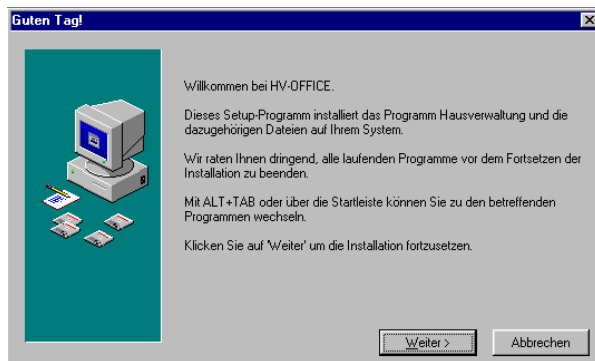 Guten Tag!
Willkommen bei HV-OFFICE.
Dieses Setup-Programm installiert das Programm Hausverwaltung und die
dazugehörigen Dateien auf Ihrem System.
Wir raten Ihnen dringend, alle laufenden Programme vor dem Fortsetzen der
Installation zu beenden.
Mit ALT+TAB oder über die Startleiste können Sie zu den betreffenden
Programmen wechseln.
Klicken Sie auf 'Weiter' um die Installation fortzusetzen.
Weiter >
Abbrechen